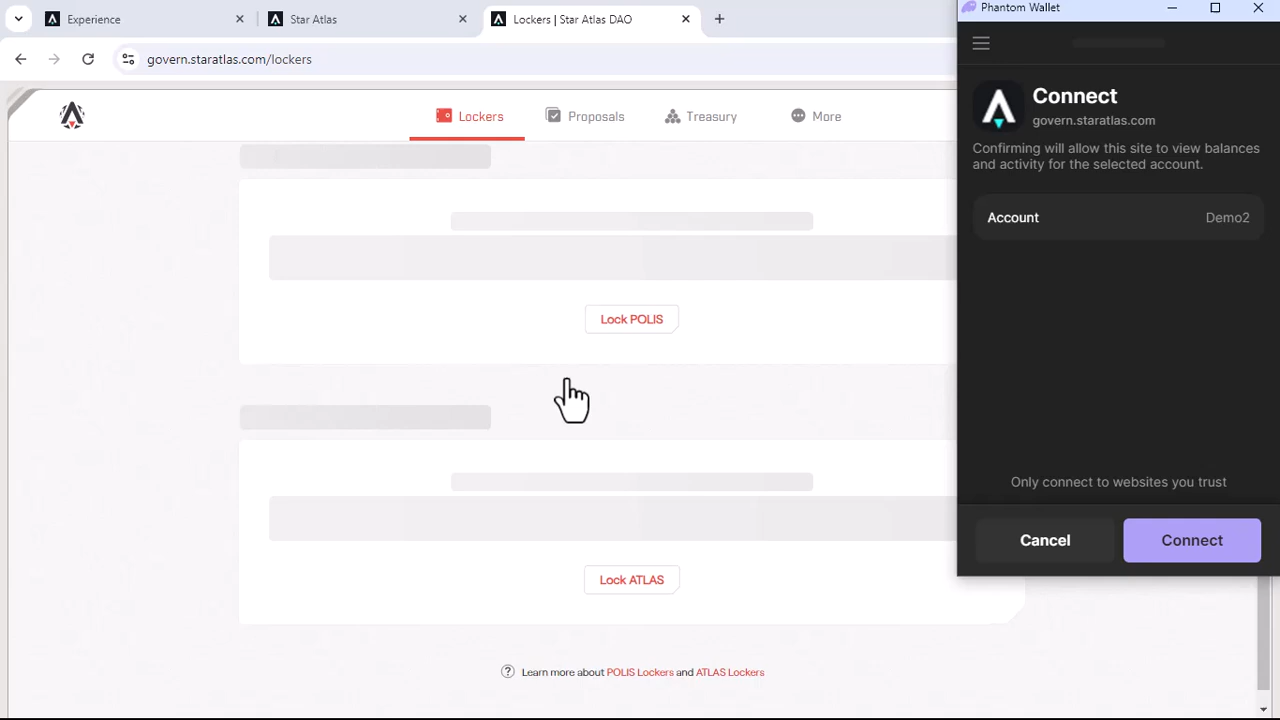 Experience
Star Atlas
Lockers | Star Atlas DAO
govern.staratlas.com/lockers
Lockers
Proposals
Treasury
More
Lock POLIS
Lock ATLAS
? Learn more about POLIS Lockers and ATLAS Lockers
Phantom Wallet
Connect
govern.staratlas.com
Confirming will allow this site to view balances
and activity for the selected account.
Account Demo2
Only connect to websites you trust
Cancel
Connect